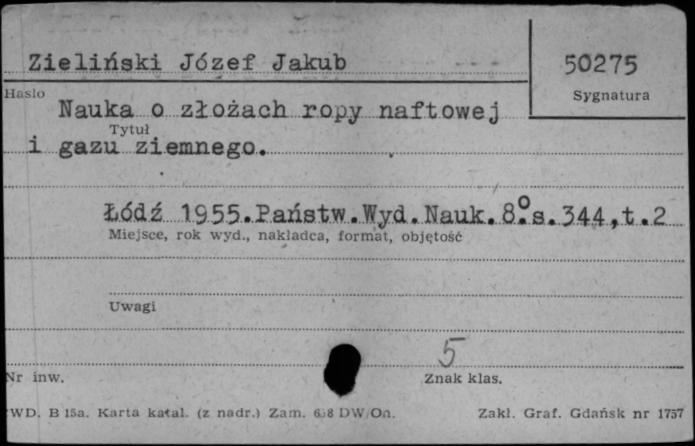 Zieliński Józef Jakub
50275
Hasło
Sygnatura
Nauka o złożach ropy naftowej
Tytuł
i gazu ziemnego.
Łódź 1955.Państw.Wyd.Nauk.8°.s.344,t.2
Miejsce, rok wyd., nakładca, format, objętość
Uwagi
5
Nr inw.
Znak klas.
WD. B 15a. Karta katal. (z nadr.) Zam. DW/On.
Zakł. Graf. Gdańsk nr 1757